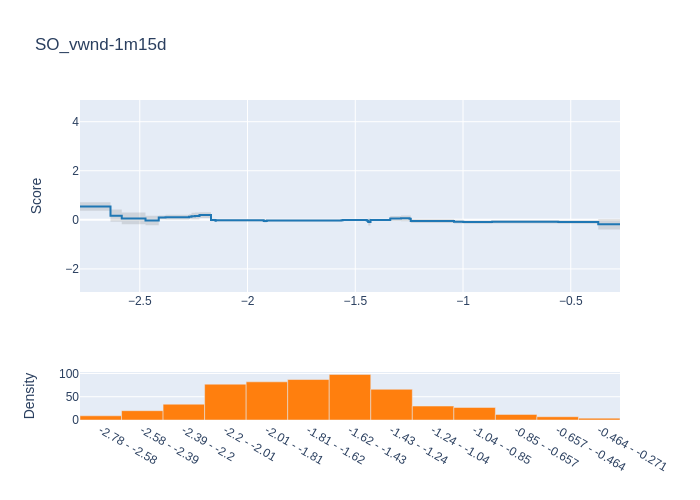 SO_vwnd-1m15d
Score
4
2
0
−2
−2.5
−2
−1.5
−1
−0.5
Density
100
50
0
-2.78 - -2.58
-2.58 - -2.39
-2.39 - -2.2
-2.2 - -2.01
-2.01 - -1.81
-1.81 - -1.62
-1.62 - -1.43
-1.43 - -1.24
-1.24 - -1.04
-1.04 - -0.85
-0.85 - -0.657
-0.657 - -0.464
-0.464 - -0.271